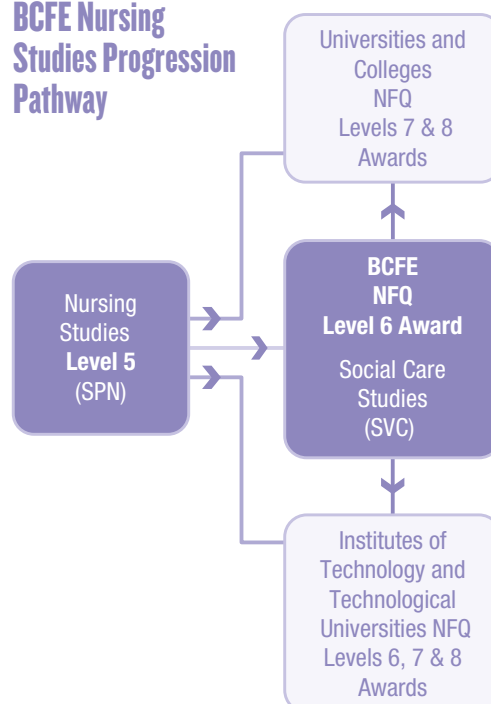 BCFE Nursing
Studies Progression
Pathway
Universities and
Colleges
NFQ
Levels 7 & 8
Awards
Nursing
Studies
Level 5
(SPN)
BCFE
NFQ
Level 6 Award
Social Care
Studies
(SVC)
Institutes of
Technology and
Technological
Universities NFQ
Levels 6, 7 & 8
Awards